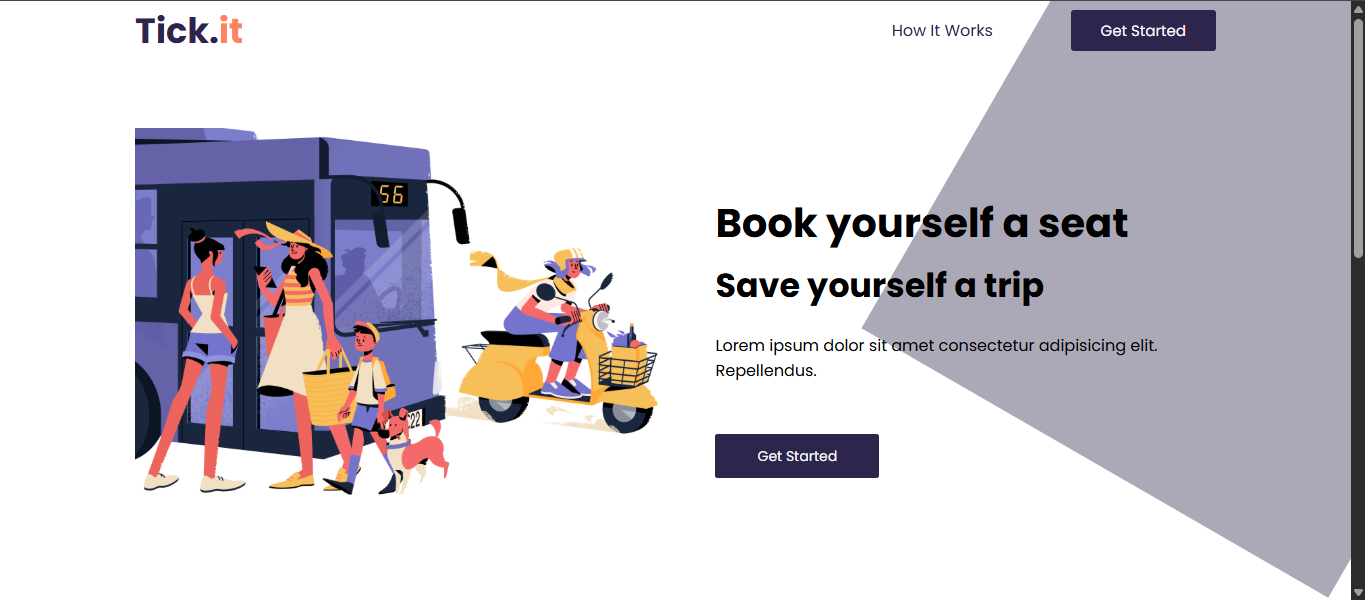 Tick.it
How It Works
Get Started
56
Book yourself a seat
Save yourself a trip
Lorem ipsum dolor sit amet consectetur adipisicing elit.
Repellendus.
Get Started